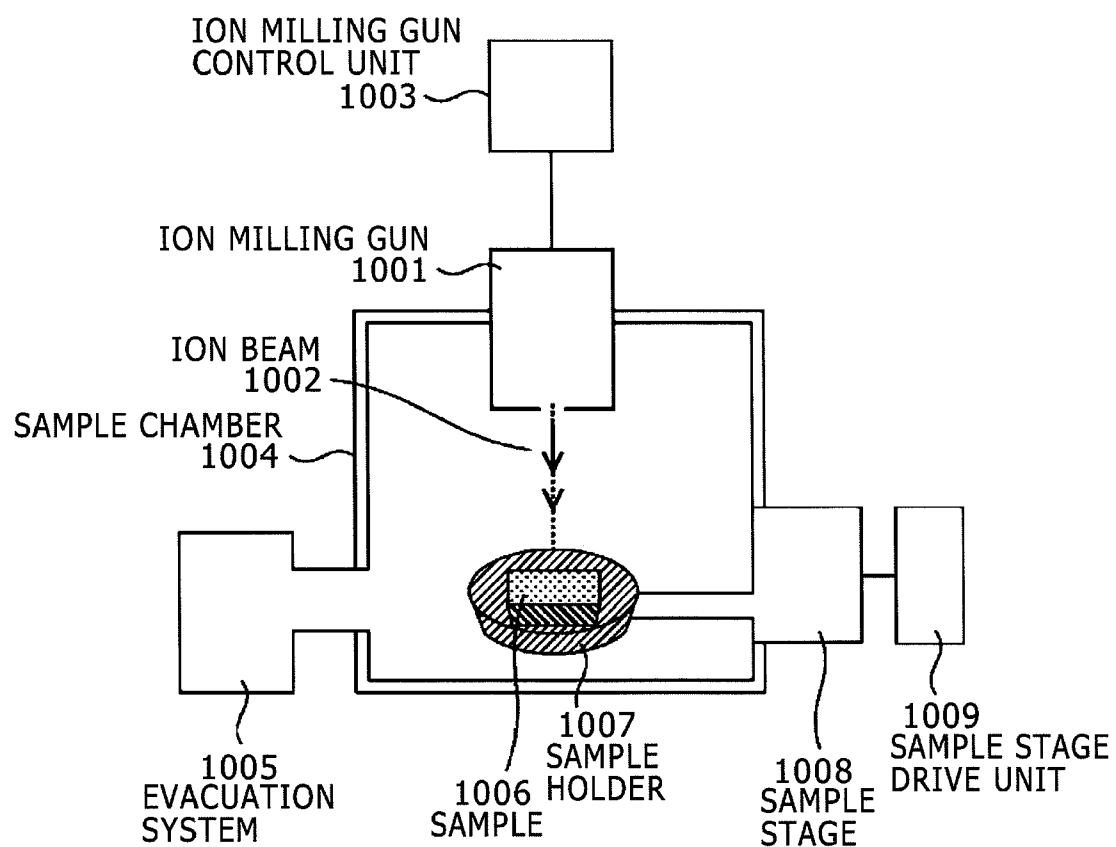 ION MILLING GUN
CONTROL UNIT
1003
ION MILLING GUN
1001
ION BEAM
1002
SAMPLE CHAMBER
1004
1005
EVACUATION
SYSTEM
1006
SAMPLE
1007
SAMPLE
HOLDER
1008
SAMPLE
STAGE
1009
SAMPLE STAGE
DRIVE UNIT